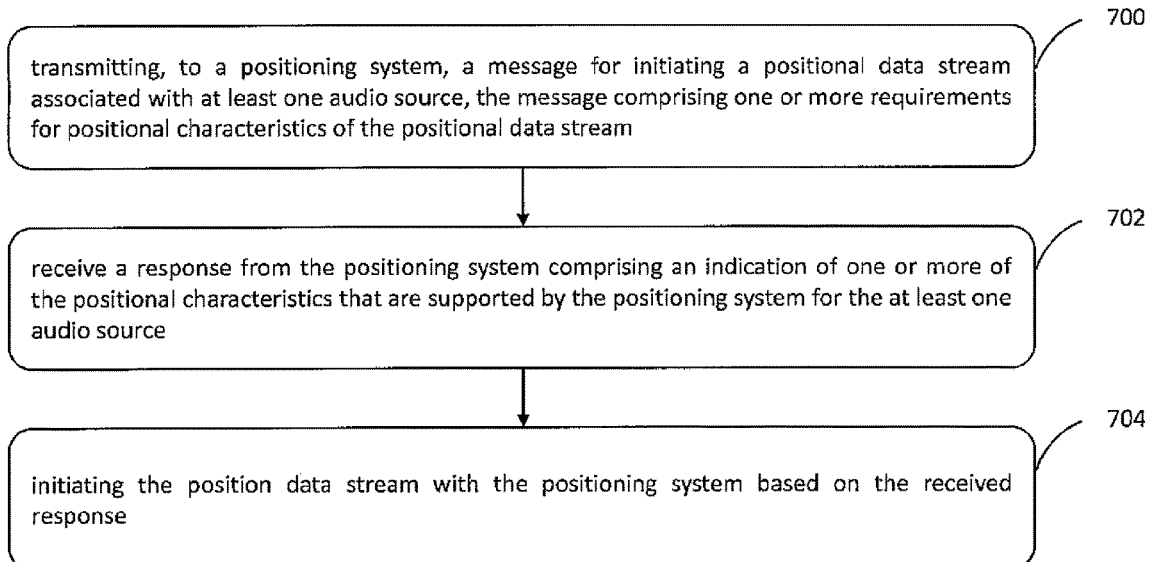 700
transmitting, to a positioning system, a message for initiating a positional data stream
associated with at least one audio source, the message comprising one or more requirements
for positional characteristics of the positional data stream
702
receive a response from the positioning system comprising an indication of one or more of
the positional characteristics that are supported by the positioning system for the at least one
audio source
704
initiating the position data stream with the positioning system based on the received
response